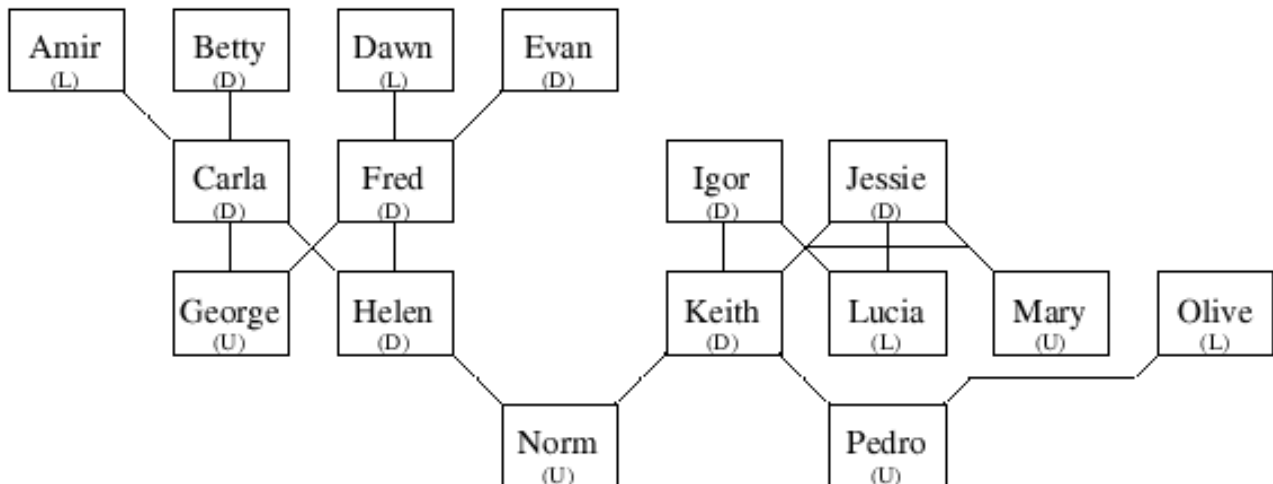 Amir
(L)
Betty
(D)
Dawn
(L)
Evan
(D)
Carla
(D)
Fred
(D)
Igor
(D)
Jessie
(D)
George
(U)
Helen
(D)
Keith
(D)
Lucia
(L)
Mary
(U)
Olive
(L)
Norm
(U)
Pedro
(U)